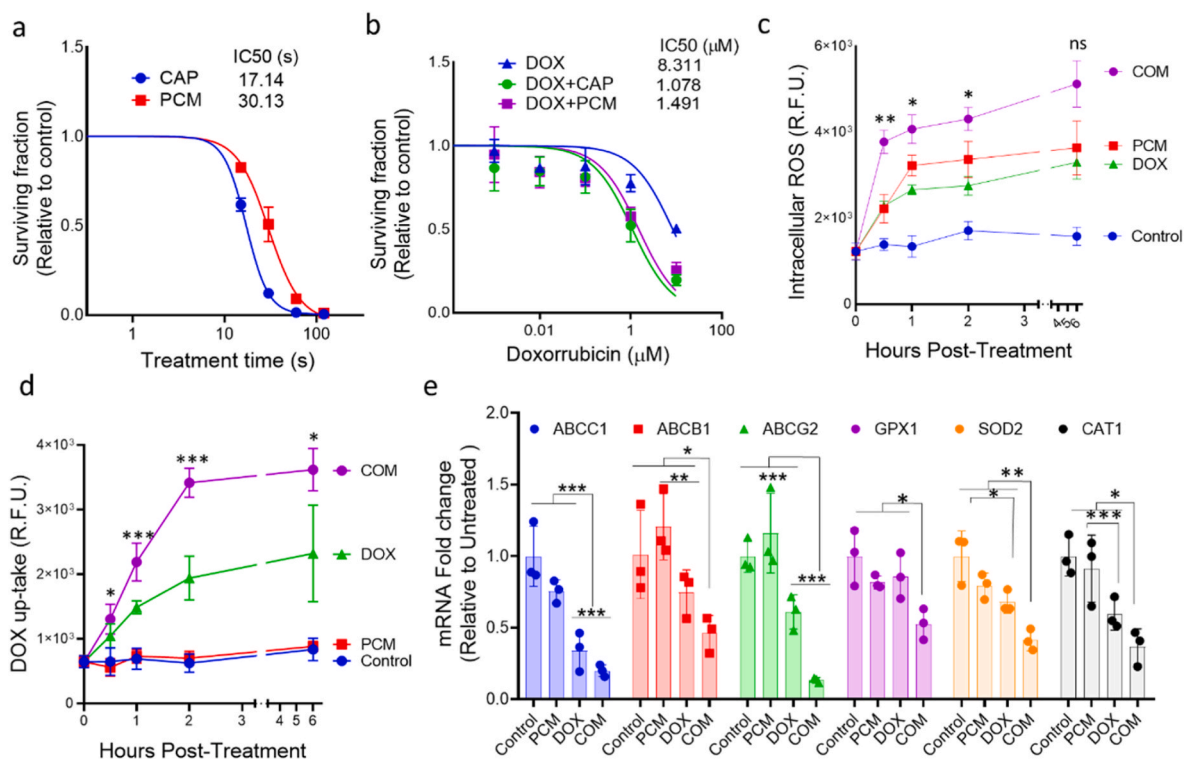 a
Surviving fraction
(Relative to control)
1.5
1.0
0.5
0.0
IC50 (s)
CAP 17.14
PCM 30.13
1 10 100
Treatment time (s)
b
Surviving fraction
(Relative to control)
1.5
1.0
0.5
0.0
IC50 (μM)
DOX 8.311
DOX+CAP 1.078
DOX+PCM 1.491
0.01 1 100
Doxorrubicin (μM)
c
Intracellular ROS (R.F.U.)
6×10³
4×10³
2×10³
0
** * * ns
COM
PCM
DOX
Control
0 1 2 3 4 5 6
Hours Post-Treatment
d
DOX up-take (R.F.U.)
4×10³
3×10³
2×10³
1×10³
0
* *** *** *
COM
DOX
PCM
Control
0 1 2 3 4 5 6
Hours Post-Treatment
e
mRNA Fold change
(Relative to Untreated)
2.0
1.5
1.0
0.5
0.0
ABCC1 ABCB1 ABCG2 GPX1 SOD2 CAT1
*** ***
* **
*** ***
*
** *
* ***
Control PCM DOX COM
Control PCM DOX COM
Control PCM DOX COM
Control PCM DOX COM
Control PCM DOX COM
Control PCM DOX COM